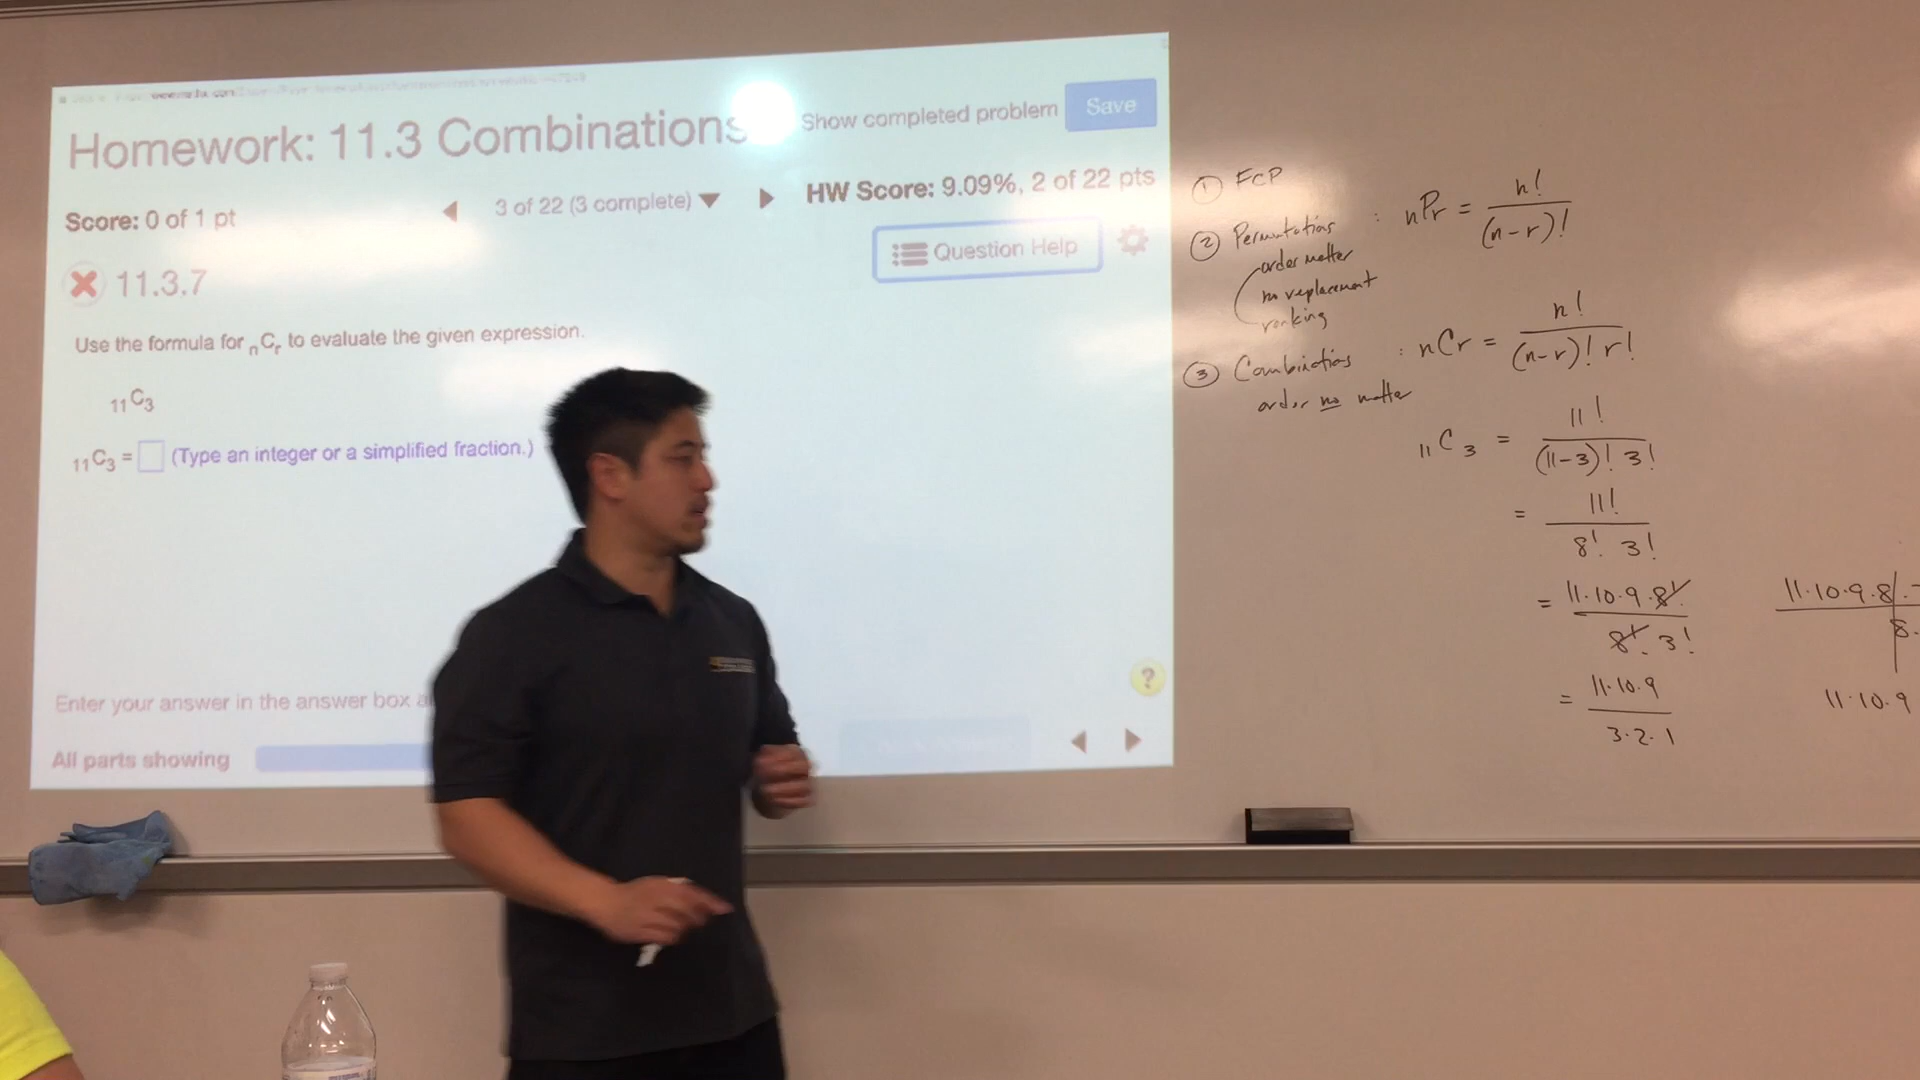 Homework: 11.3 Combinations
Show completed problem
Save
Score: 0 of 1 pt
3 of 22 (3 complete)
HW Score: 9.09%, 2 of 22 pts
11.3.7
Question Help
Use the formula for nCr to evaluate the given expression.
11C3
11C3 = (Type an integer or a simplified fraction.)
Enter your answer in the answer box
All parts showing
?
① FCP
② Permutations : nPr = n! / (n-r)!
order matter
no replacement
ranking
③ Combinations : nCr = n! / (n-r)! r!
order no matter
11C3 = 11! / (11-3)! 3!
= 11! / 8! 3!
= 11·10·9·8! / 8! 3!
= 11·10·9 / 3·2·1
11·10·9·8·
8·
11·10·9